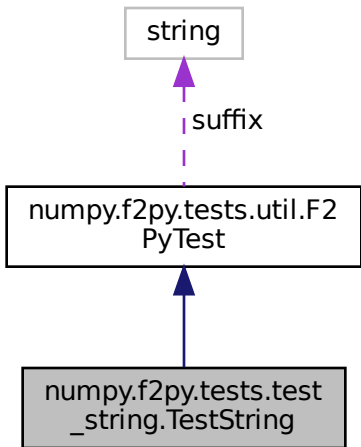 string
suffix
numpy.f2py.tests.util.F2
PyTest
numpy.f2py.tests.test
_string.TestString